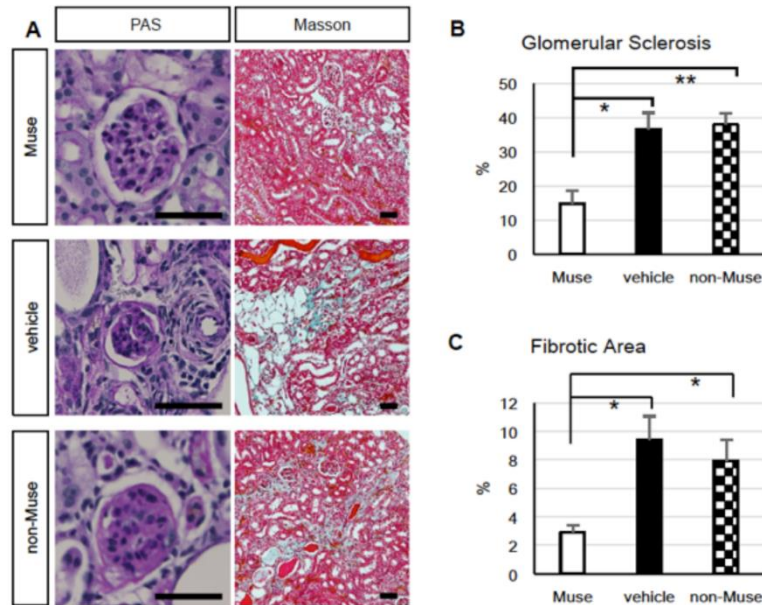 A
PAS
Masson
Muse
vehicle
non-Muse
B
Glomerular Sclerosis
50
40
30
20
10
0
%
*
**
Muse
vehicle
non-Muse
C
Fibrotic Area
12
10
8
6
4
2
0
%
*
*
Muse
vehicle
non-Muse